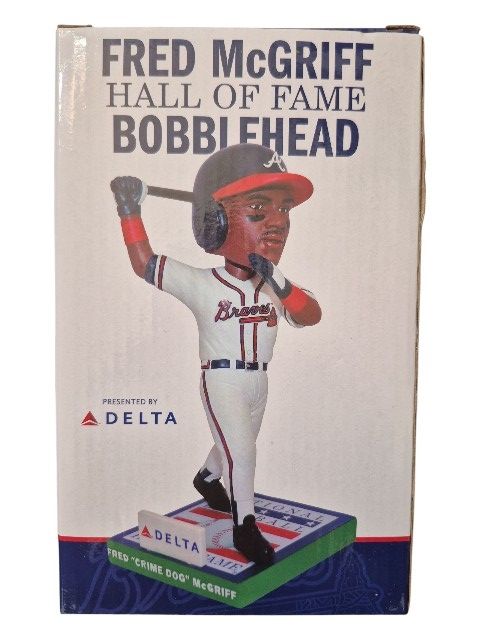 FRED McGRIFF
HALL OF FAME
BOBBLEHEAD
A
Braves
PRESENTED BY
DELTA
DELTA
FRED "CRIME DOG" McGRIFF